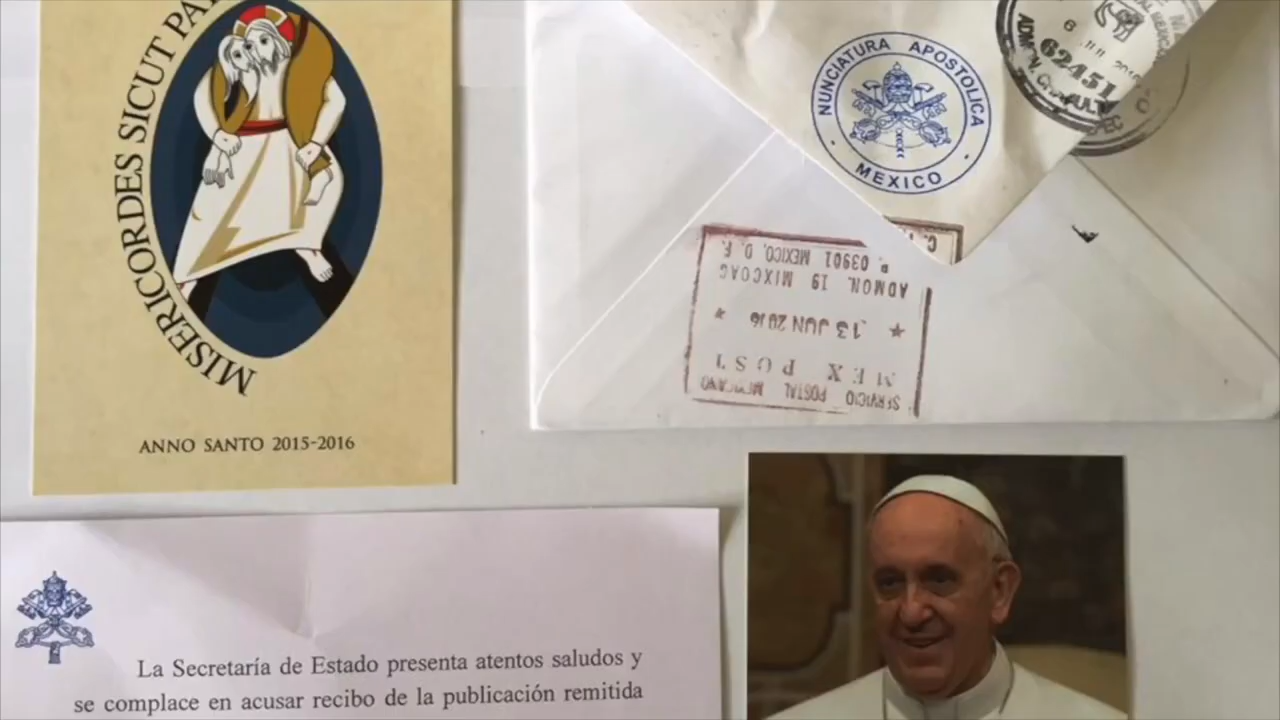 MISERICORDES SICUT PA
ANNO SANTO 2015-2016
NUNCIATURA APOSTOLICA
MEXICO
6
62451
ADMON.
SERVICIO POSTAL MEXICANO
MEX POST
13 JUN 2016
ADMON. 19 MIXCOAC
P. 03901 MEXICO, D. F.
La Secretaría de Estado presenta atentos saludos y
se complace en acusar recibo de la publicación remitida